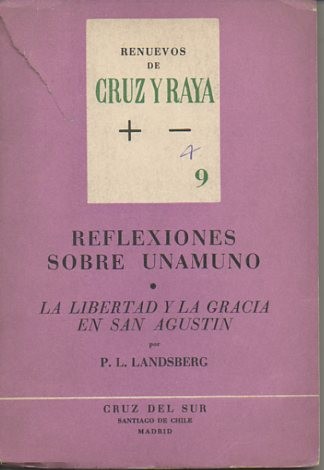 RENUEVOS
DE
CRUZ Y RAYA
+ −
9
REFLEXIONES
SOBRE UNAMUNO
•
LA LIBERTAD Y LA GRACIA
EN SAN AGUSTIN
por
P. L. LANDSBERG
CRUZ DEL SUR
SANTIAGO DE CHILE
MADRID